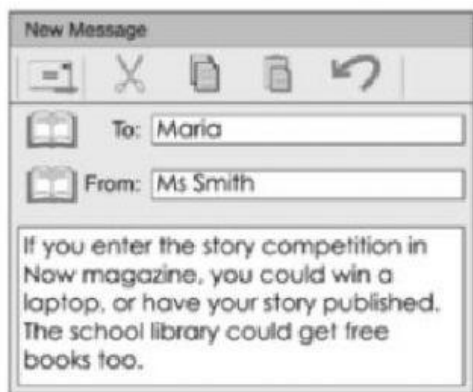 New Message
To: Maria
From: Ms Smith
If you enter the story competition in
Now magazine, you could win a
laptop, or have your story published.
The school library could get free
books too.